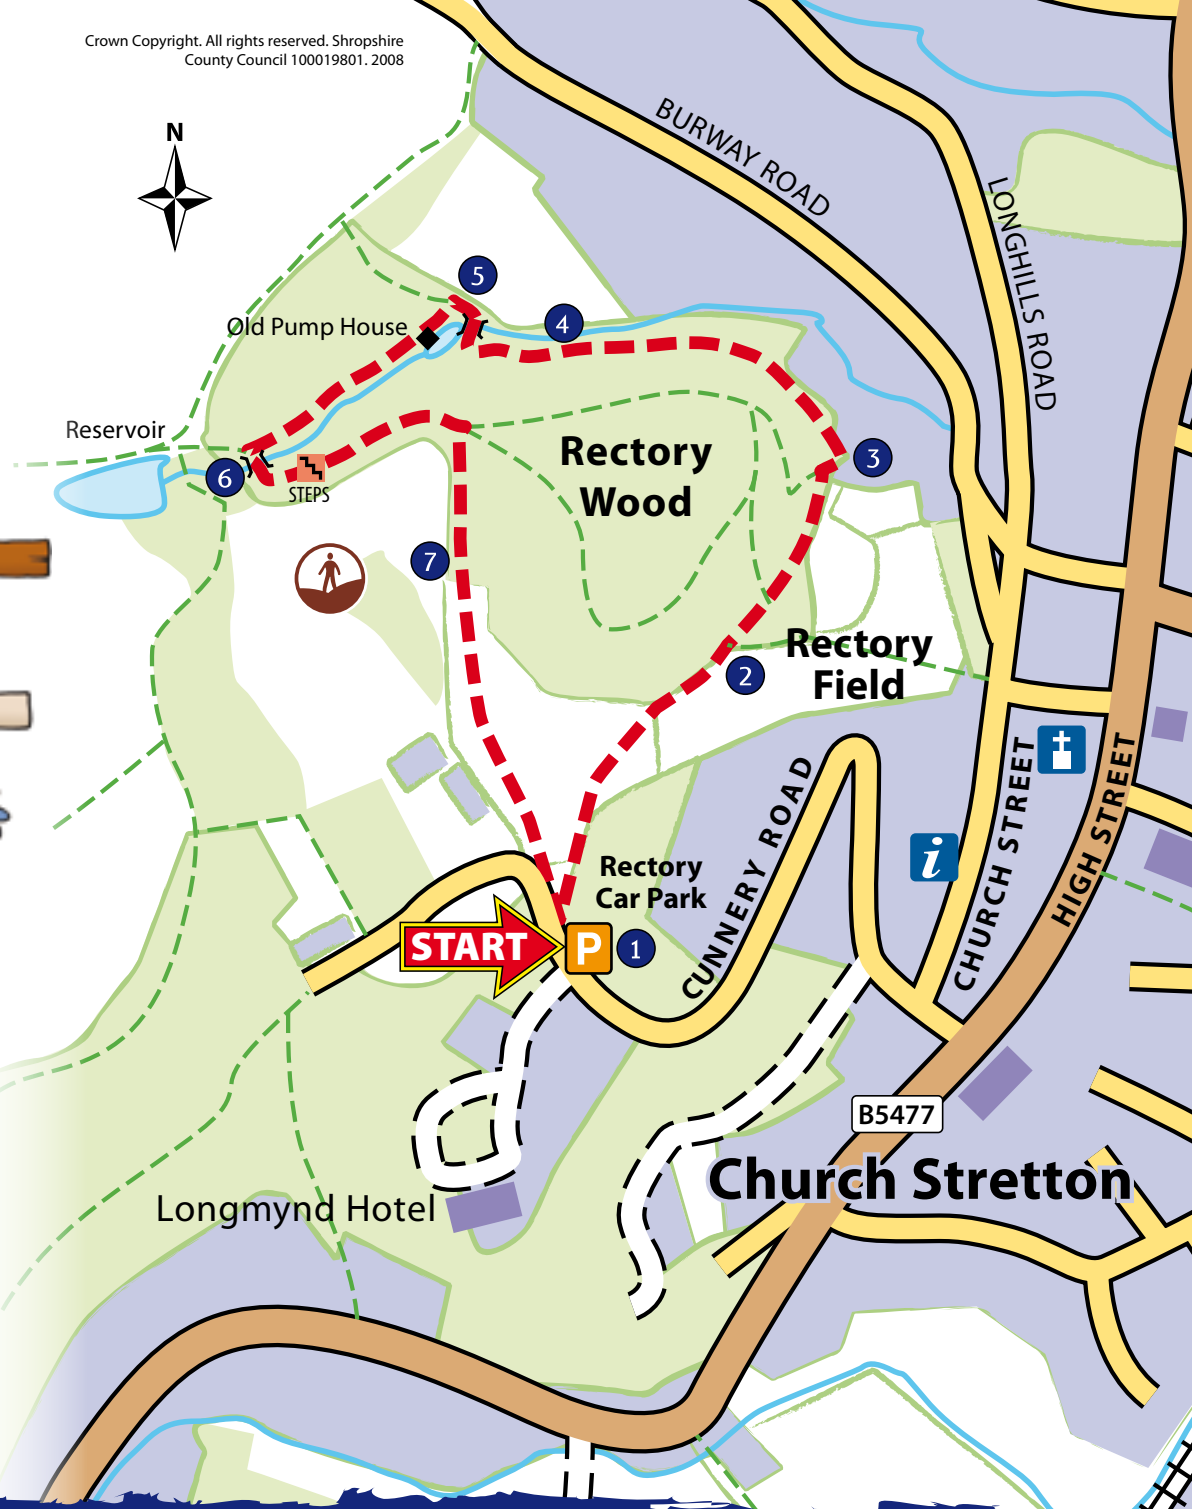 Crown Copyright. All rights reserved. Shropshire
County Council 100019801. 2008
N
BURWAY ROAD
LONGHILLS ROAD
5
4
Old Pump House
Reservoir
Rectory
Wood
3
6
STEPS
7
Rectory
Field
2
CHURCH STREET
HIGH STREET
CUNNERY ROAD
i
Rectory
Car Park
START
P
1
B5477
Church Stretton
Longmynd Hotel